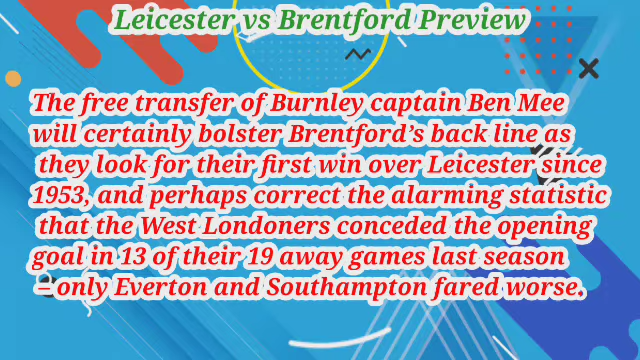 Leicester vs Brentford Preview
The free transfer of Burnley captain Ben Mee
will certainly bolster Brentford’s back line as
they look for their first win over Leicester since
1953, and perhaps correct the alarming statistic
that the West Londoners conceded the opening
goal in 13 of their 19 away games last season
– only Everton and Southampton fared worse.